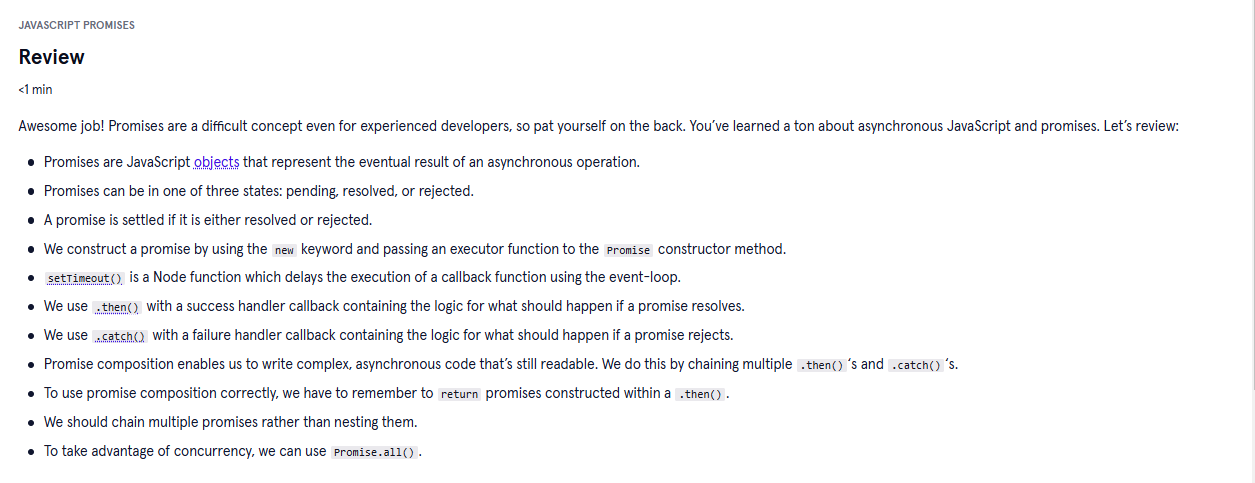 JAVASCRIPT PROMISES
Review
<1 min
Awesome job! Promises are a difficult concept even for experienced developers, so pat yourself on the back. You’ve learned a ton about asynchronous JavaScript and promises. Let’s review:
• Promises are JavaScript objects that represent the eventual result of an asynchronous operation.
• Promises can be in one of three states: pending, resolved, or rejected.
• A promise is settled if it is either resolved or rejected.
• We construct a promise by using the new keyword and passing an executor function to the Promise constructor method.
• setTimeout() is a Node function which delays the execution of a callback function using the event-loop.
• We use .then() with a success handler callback containing the logic for what should happen if a promise resolves.
• We use .catch() with a failure handler callback containing the logic for what should happen if a promise rejects.
• Promise composition enables us to write complex, asynchronous code that’s still readable. We do this by chaining multiple .then()‘s and .catch()‘s.
• To use promise composition correctly, we have to remember to return promises constructed within a .then().
• We should chain multiple promises rather than nesting them.
• To take advantage of concurrency, we can use Promise.all().